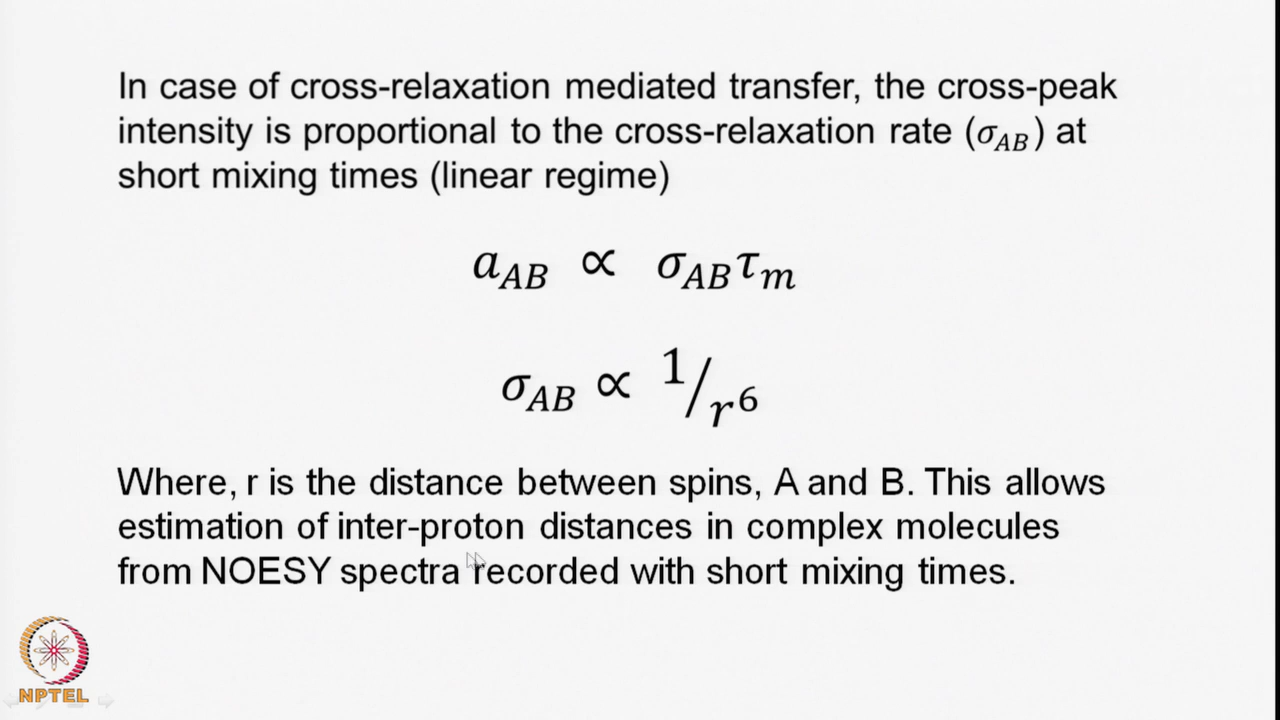 In case of cross-relaxation mediated transfer, the cross-peak
intensity is proportional to the cross-relaxation rate (σ_AB) at
short mixing times (linear regime)
a_AB ∝ σ_AB τ_m
σ_AB ∝ 1/r⁶
Where, r is the distance between spins, A and B. This allows
estimation of inter-proton distances in complex molecules
from NOESY spectra recorded with short mixing times.
NPTEL